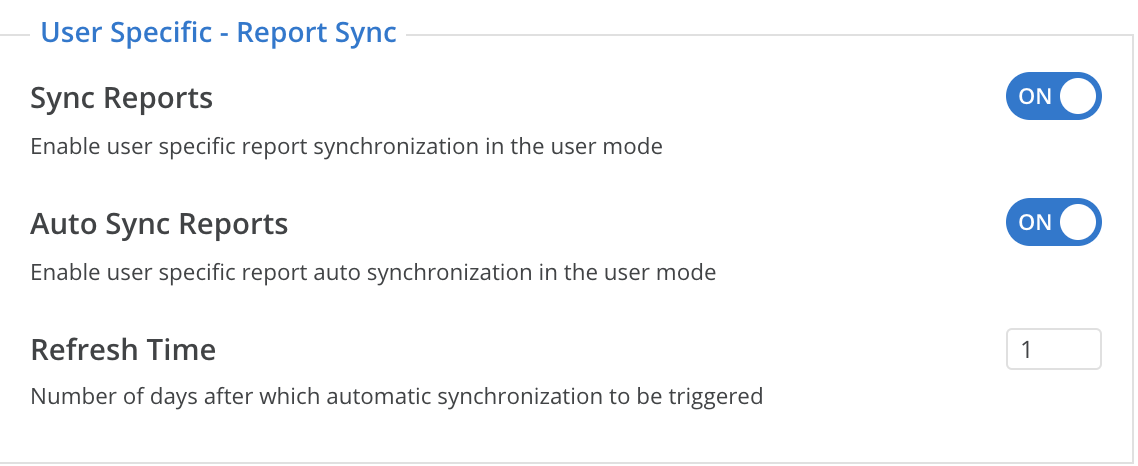 User Specific - Report Sync
Sync Reports
ON
Enable user specific report synchronization in the user mode
Auto Sync Reports
ON
Enable user specific report auto synchronization in the user mode
Refresh Time
1
Number of days after which automatic synchronization to be triggered